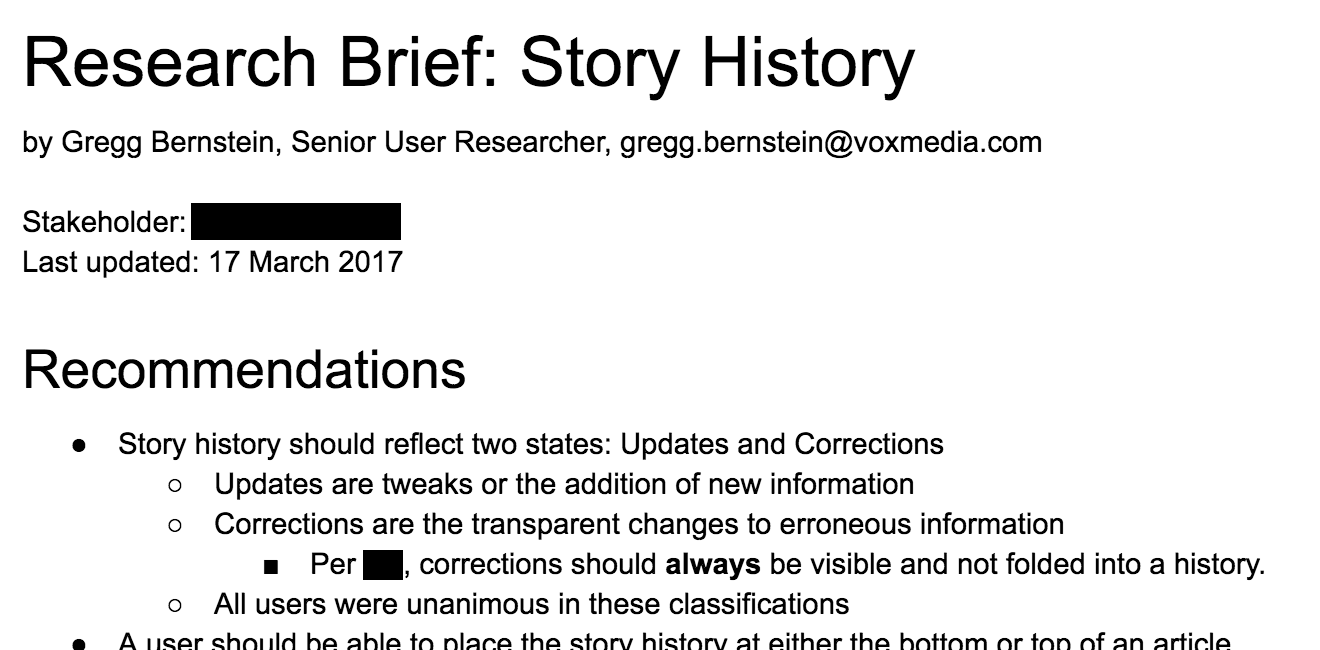 Research Brief: Story History
by Gregg Bernstein, Senior User Researcher, gregg.bernstein@voxmedia.com
Stakeholder:
Last updated: 17 March 2017
Recommendations
● Story history should reflect two states: Updates and Corrections
○ Updates are tweaks or the addition of new information
○ Corrections are the transparent changes to erroneous information
■ Per , corrections should always be visible and not folded into a history.
○ All users were unanimous in these classifications
● A user should be able to place the story history at either the bottom or top of an article